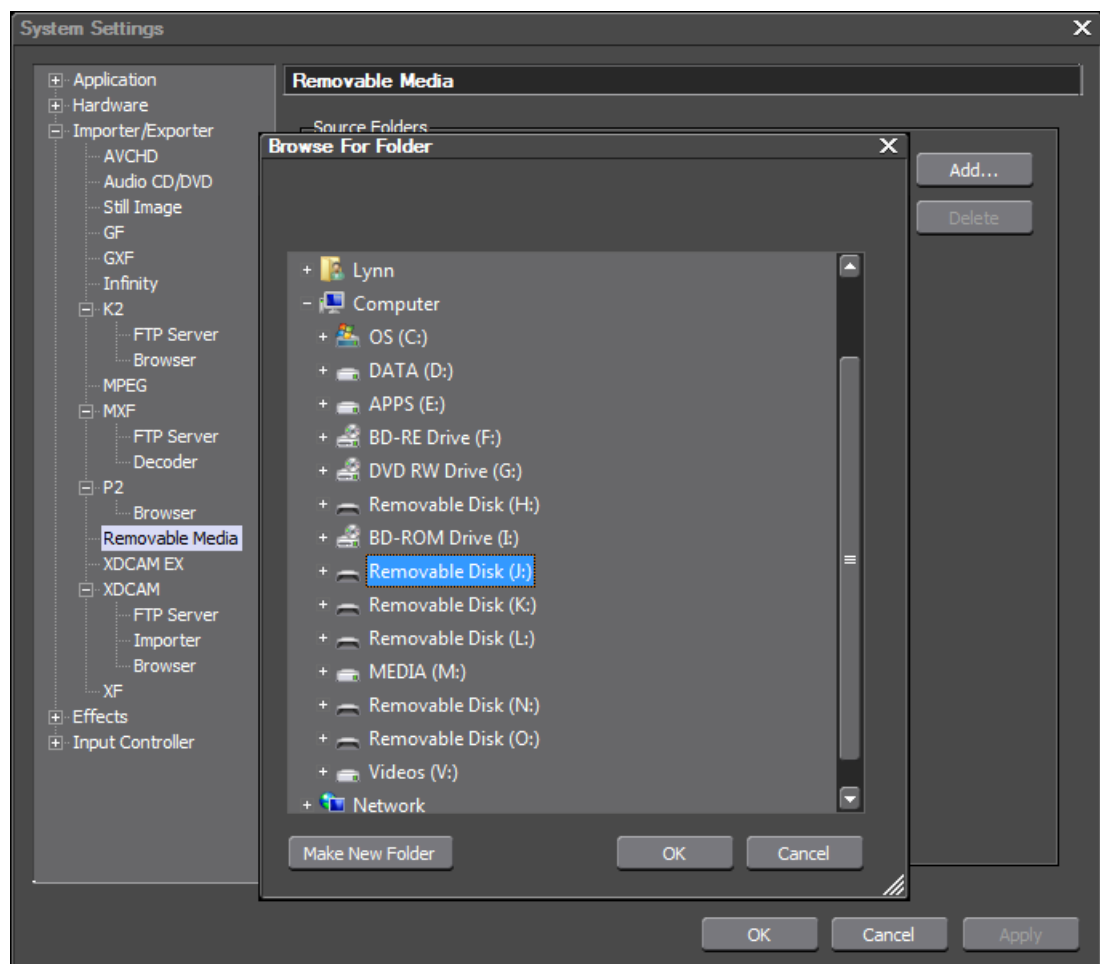 System Settings
Application
Hardware
Importer/Exporter
AVCHD
Audio CD/DVD
Still Image
GF
GXF
Infinity
K2
FTP Server
Browser
MPEG
MXF
FTP Server
Decoder
P2
Browser
Removable Media
XDCAM EX
XDCAM
FTP Server
Importer
Browser
XF
Effects
Input Controller
Removable Media
Source Folders
Add...
Delete
Browse For Folder
Lynn
Computer
OS (C:)
DATA (D:)
APPS (E:)
BD-RE Drive (F:)
DVD RW Drive (G:)
Removable Disk (H:)
BD-ROM Drive (I:)
Removable Disk (J:)
Removable Disk (K:)
Removable Disk (L:)
MEDIA (M:)
Removable Disk (N:)
Removable Disk (O:)
Videos (V:)
Network
Make New Folder
OK
Cancel
OK
Cancel
Apply